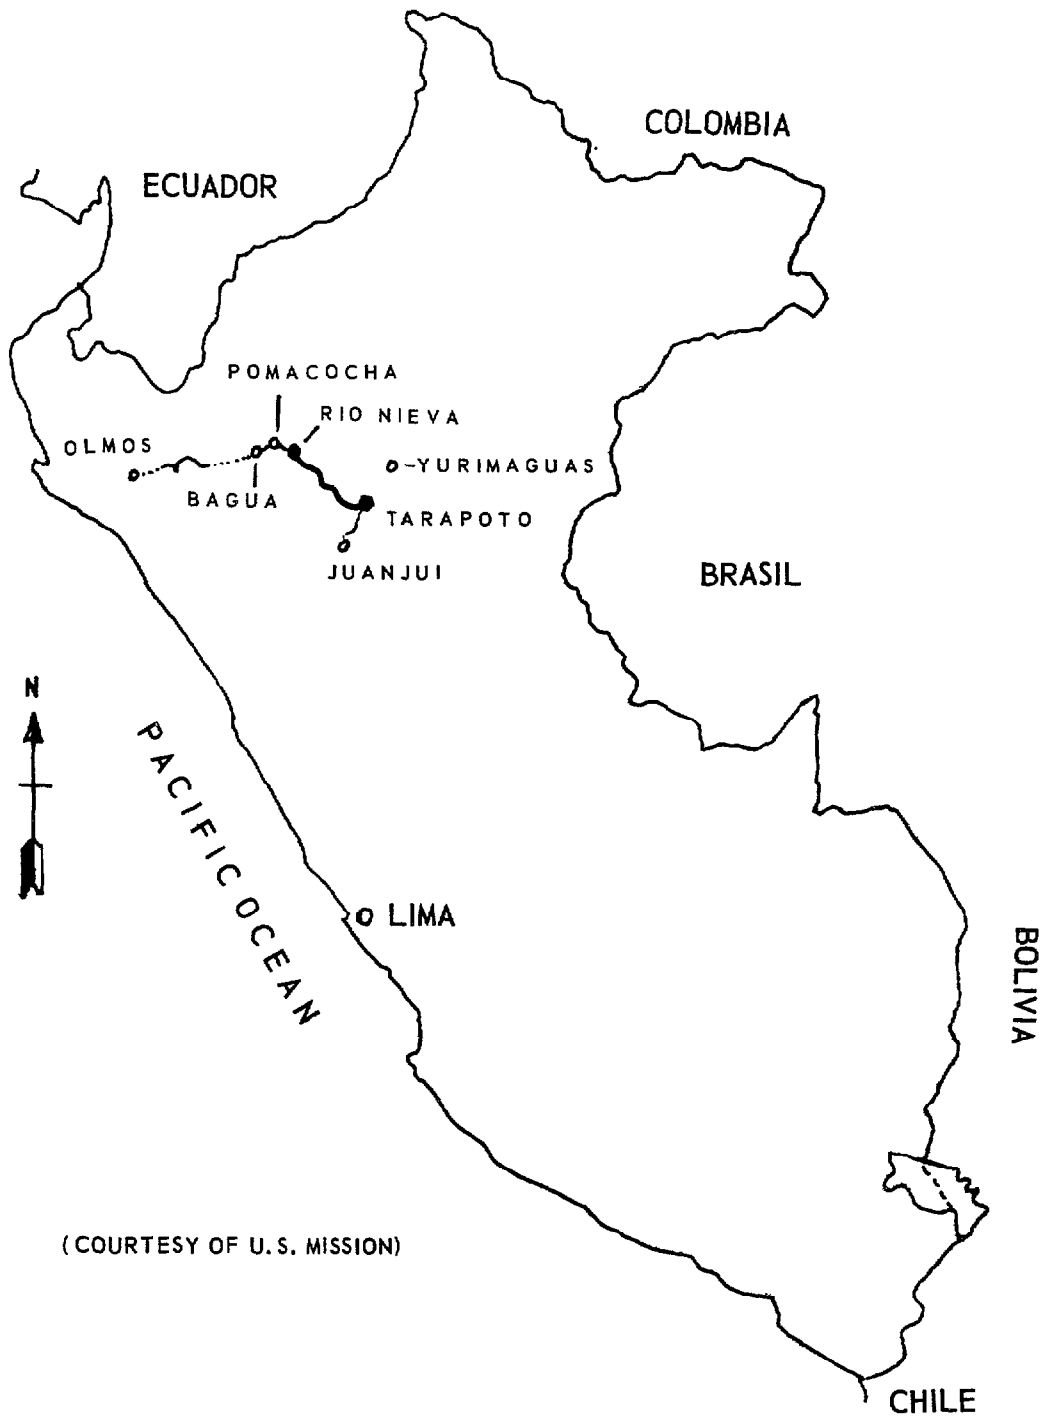 COLOMBIA
ECUADOR
POMACOCHA
RIO NIEVA
OLMOS
YURIMAGUAS
BAGUA
TARAPOTO
JUANJUI
BRASIL
N
PACIFIC OCEAN
LIMA
BOLIVIA
(COURTESY OF U.S. MISSION)
CHILE